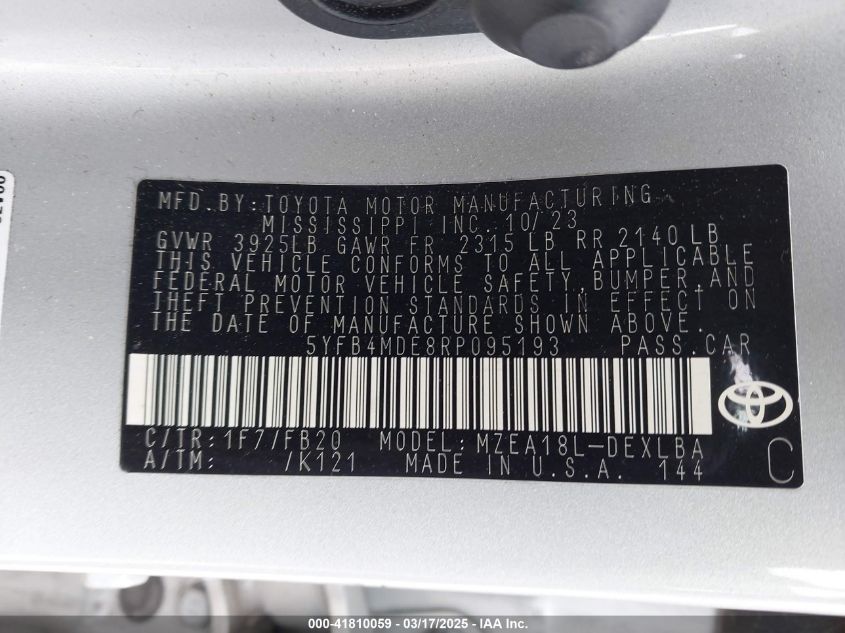 MFD. BY: TOYOTA MOTOR MANUFACTURING
MISSISSIPPI INC. 10/23
GVWR 3925LB GAWR FR 2315 LB RR 2140 LB
THIS VEHICLE CONFORMS TO ALL APPLICABLE
FEDERAL MOTOR VEHICLE SAFETY, BUMPER, AND
THEFT PREVENTION STANDARDS IN EFFECT ON
THE DATE OF MANUFACTURE SHOWN ABOVE.
5YFB4MDE8RP095193 PASS. CAR
C/TR: 1F7/FB20 MODEL: MZEA18L-DEXLBA
A/TM: /K121 MADE IN U.S.A. 144
C
000-41810059 - 03/17/2025 - IAA Inc.